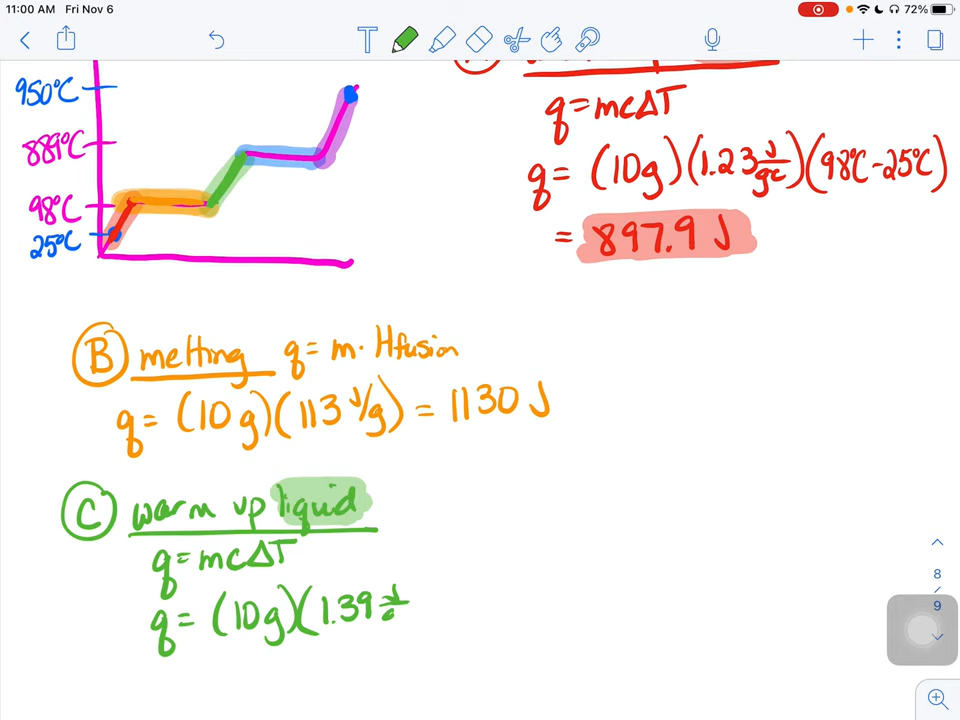 11:00 AM Fri Nov 6
72%
T
950°C
889°C
98°C
25°C
q=mcΔT
q= (10g)(1.23 J/g°C)(98°C-25°C)
= 897.9 J
B melting q= m · Hfusion
q= (10g)(113 J/g) = 1130 J
C warm up liquid
q=mcΔT
q= (10g)(1.39 J
8
9